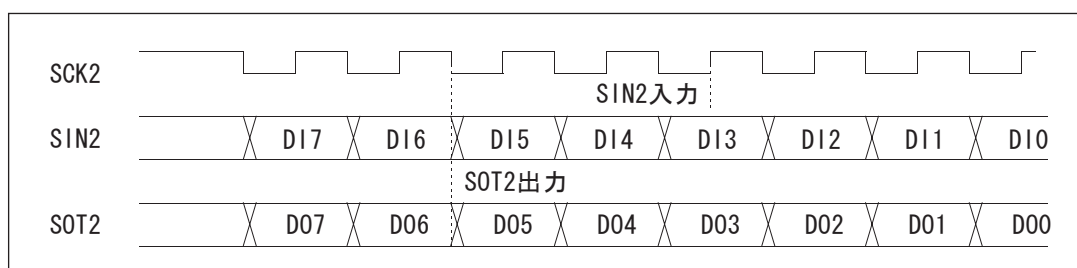 SCK2
SIN2入力
SIN2 DI7 DI6 DI5 DI4 DI3 DI2 DI1 DI0
SOT2出力
SOT2 DO7 DO6 DO5 DO4 DO3 DO2 DO1 DO0